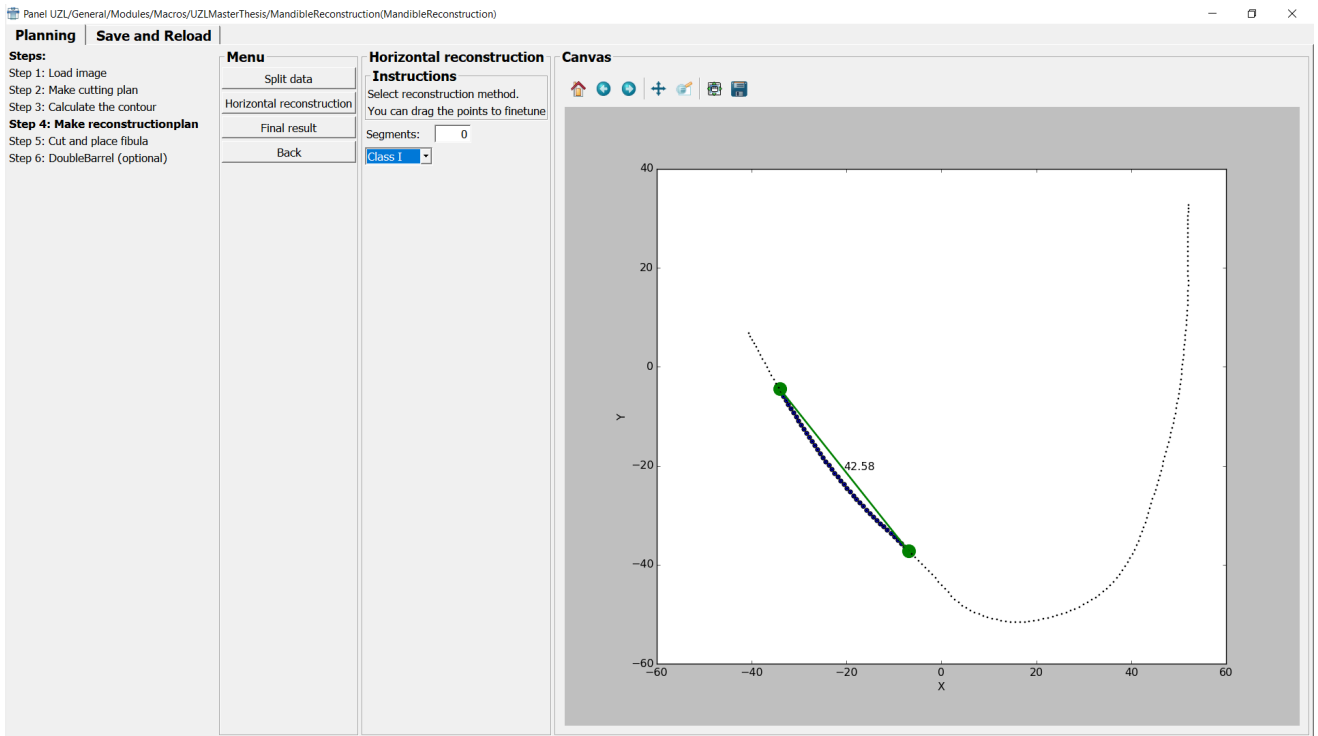 Panel UZL/General/Modules/Macros/UZLMasterThesis/MandibleReconstruction(MandibleReconstruction)
Planning
Save and Reload
Steps:
Step 1: Load image
Step 2: Make cutting plan
Step 3: Calculate the contour
Step 4: Make reconstructionplan
Step 5: Cut and place fibula
Step 6: DoubleBarrel (optional)
Menu
Split data
Horizontal reconstruction
Final result
Back
Horizontal reconstruction
Instructions
Select reconstruction method.
You can drag the points to finetune
Segments: 0
Class I
Canvas
40
20
0
−20
−40
−60
Y
42.58
−60 −40 −20 0 20 40 60
X